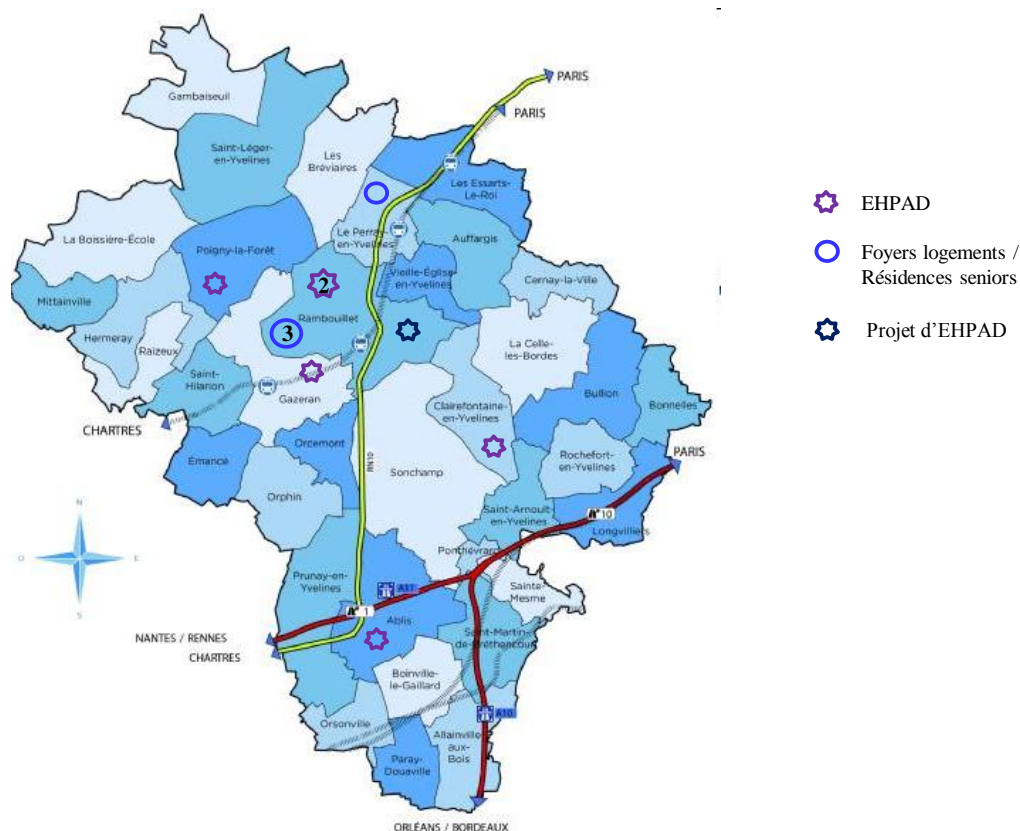 PARIS
Gambaiseuil
PARIS
Saint-Léger-
en-Yvelines
Les
Bréviaires
Les Essarts-
Le-Roi
EHPAD
La Boissière-École
Le Perray-
en-Yvelines
Auffargis
Foyers logements /
Résidences seniors
Poigny-la-Forêt
Vieille-Église-
en-Yvelines
Cernay-la-Ville
2
Mittainville
Rambouillet
Projet d'EHPAD
3
Hermeray
Raizeux
La Celle-
les-Bordes
Saint-
Hilarion
Gazeran
Clairefontaine-
en-Yvelines
Bullion
Bonnelles
CHARTRES
Orcemont
Émancé
RN10
Sonchamp
Rochefort-
en-Yvelines
PARIS
Orphin
Saint-Arnoult-
en-Yvelines
10
Longvilliers
N
O
E
S
Ponthévrard
Prunay-en-
Yvelines
A11
Sainte-
Mesme
1
Ablis
NANTES / RENNES
CHARTRES
Saint-Martin-
de-Bréthencourt
Boinville-
le-Gaillard
Orsonville
A10
Allainville
aux-
Bois
Paray-
Douaville
ORLÉANS / BORDEAUX